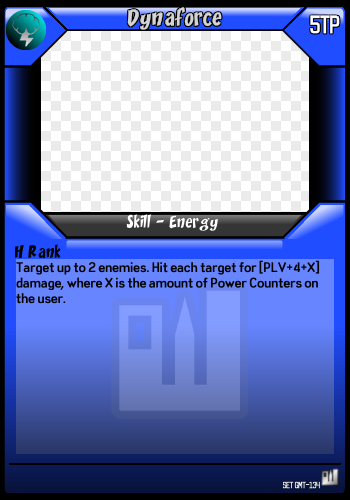 Dynaforce
5TP
Skill - Energy
H Rank
Target up to 2 enemies. Hit each target for [PLV+4+X]
damage, where X is the amount of Power Counters on
the user.
SET GMT-134